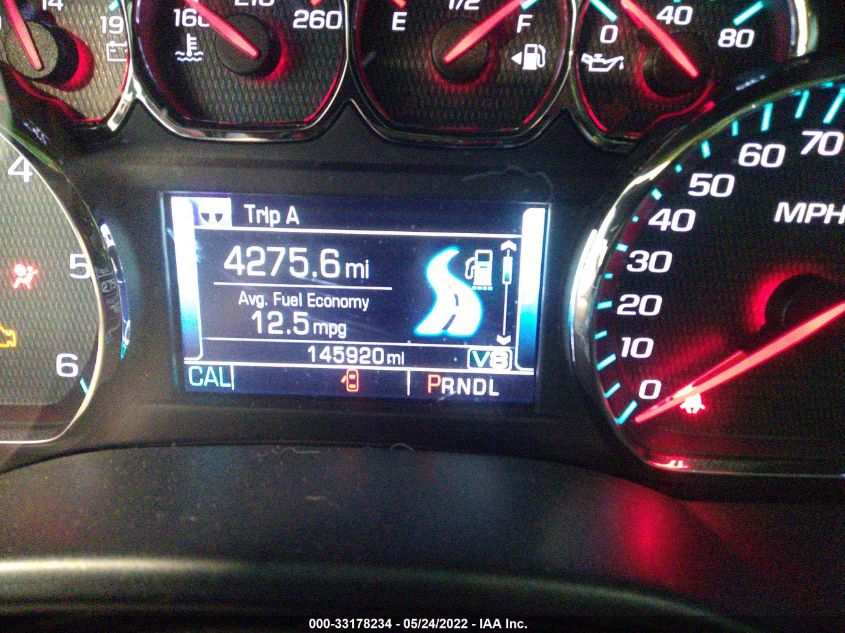 14
19
160
210
260
E
1/2
F
0
40
80
4
5
6
Trip A
4275.6 mi
Avg. Fuel Economy
12.5 mpg
145920 mi
V8
CAL
PRNDL
0
10
20
30
40
50
60
70
MPH
000-33178234 - 05/24/2022 - IAA Inc.